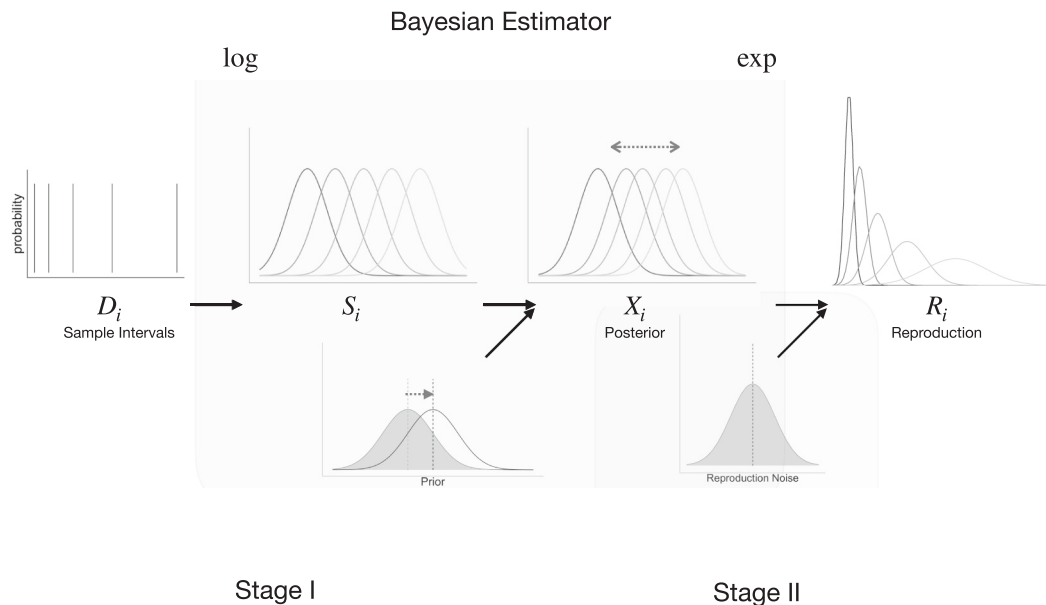 Bayesian Estimator
log
exp
probability
D_i
Sample Intervals
S_i
X_i
Posterior
R_i
Reproduction
Prior
Reproduction Noise
Stage I
Stage II